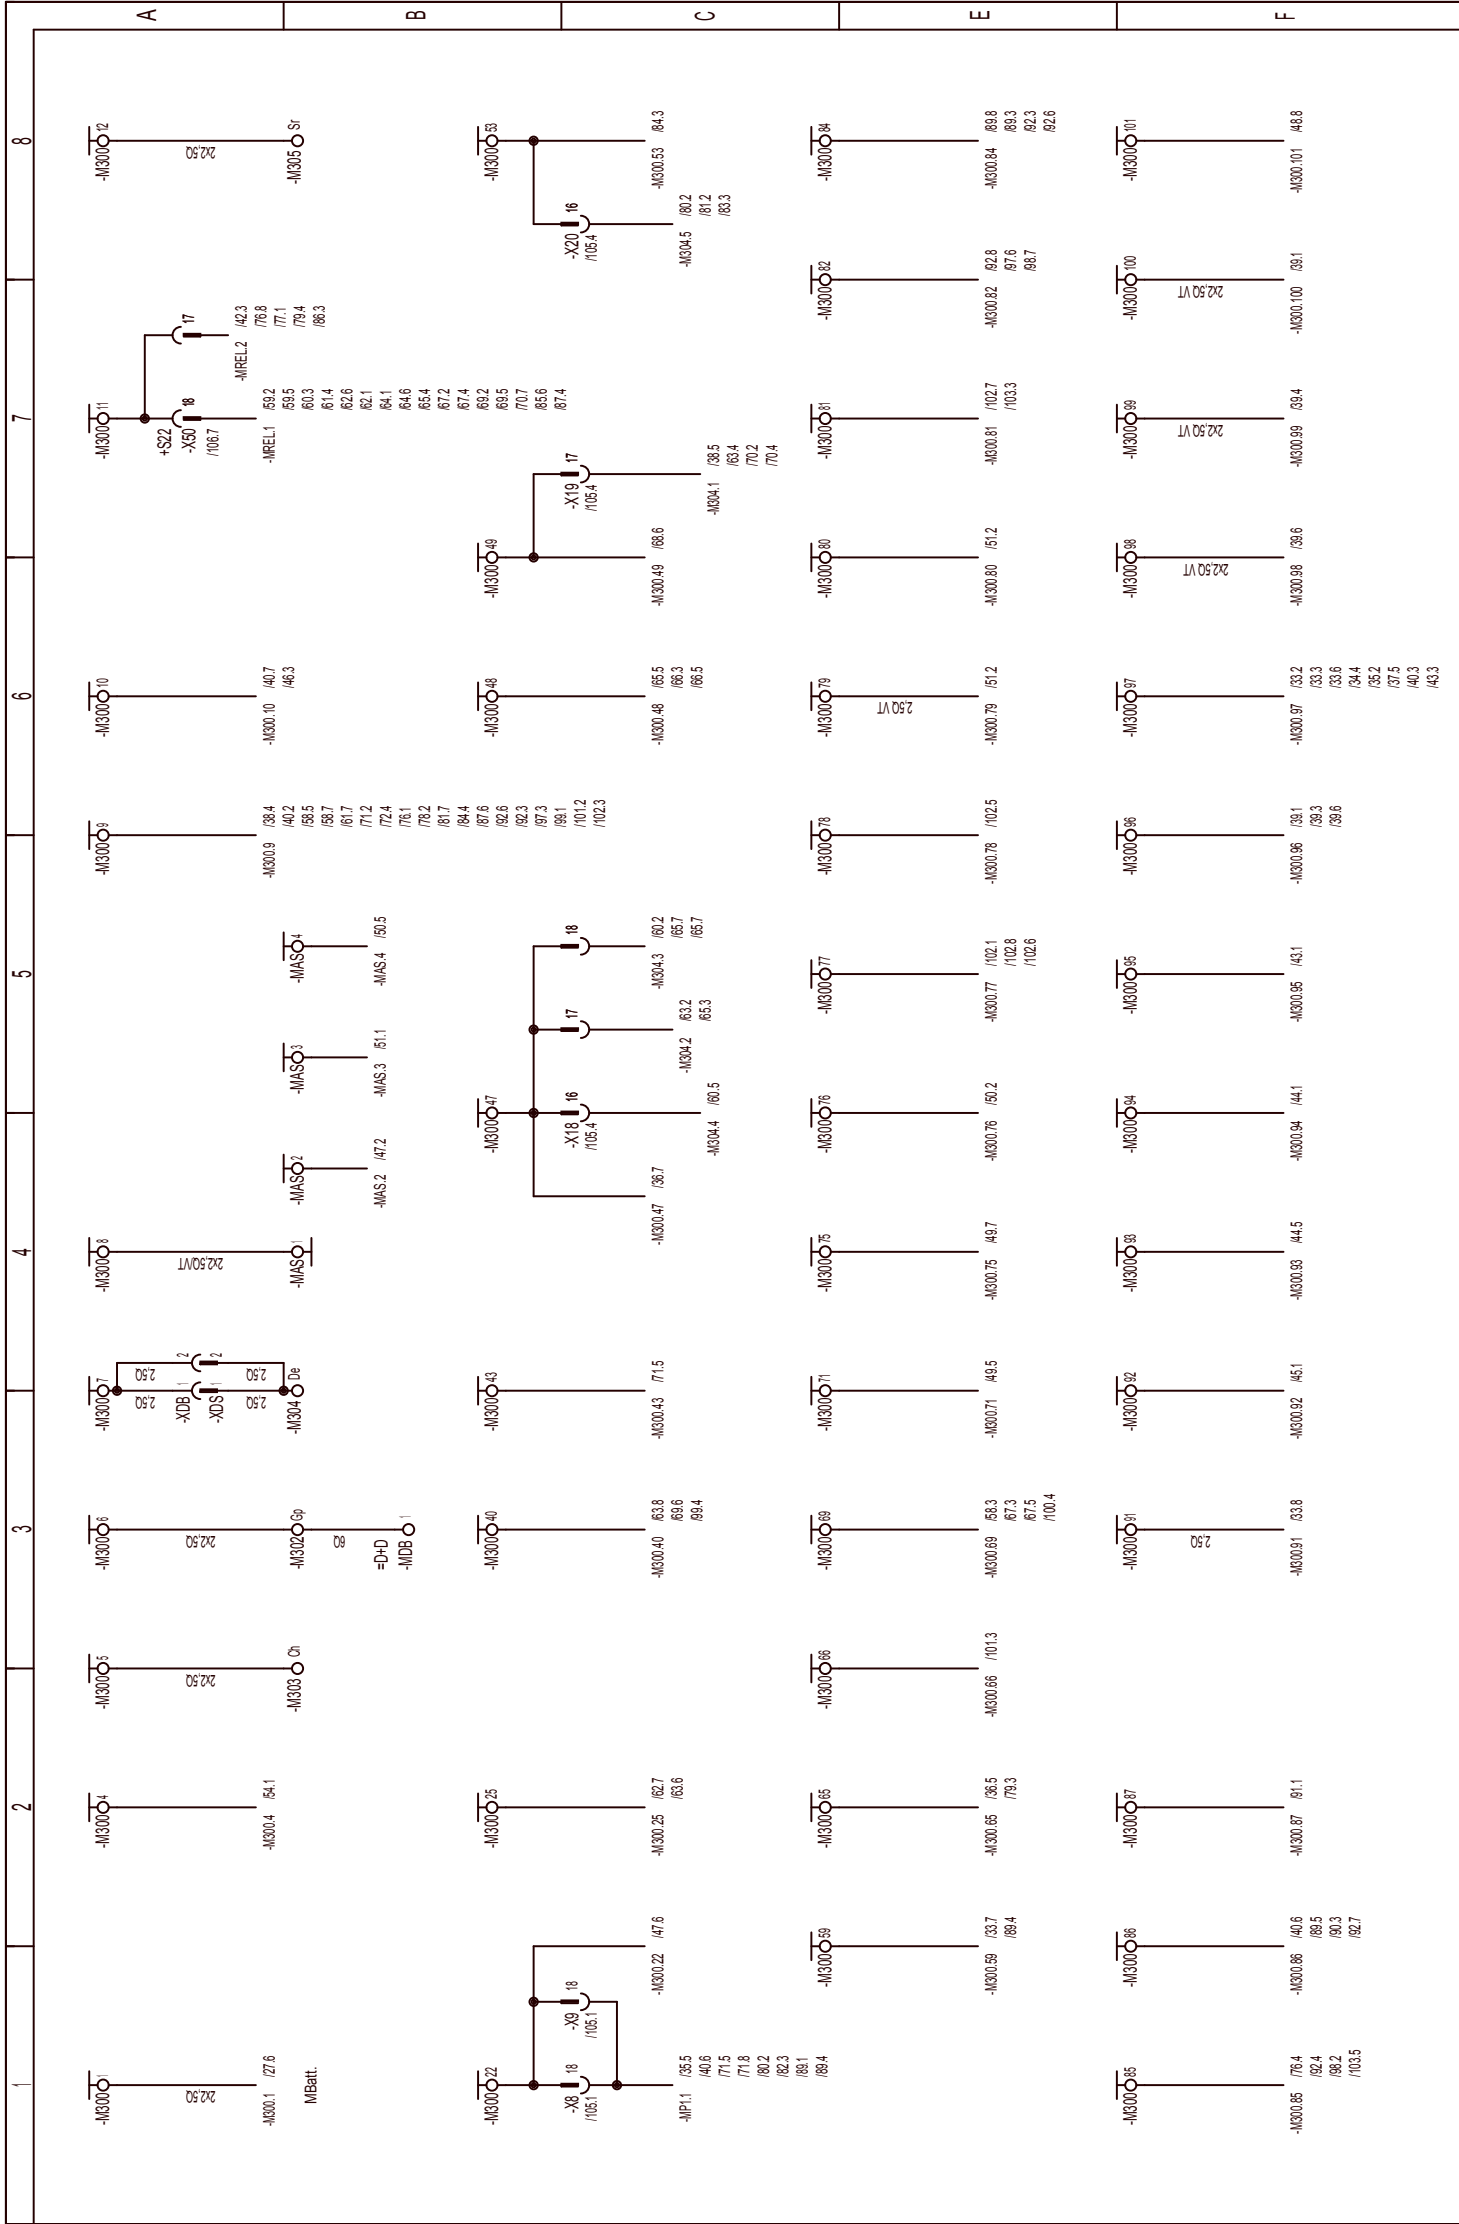 1
2
3
4
5
6
7
8
A
B
C
E
F
-M300 1
2x2,5Q
-M300.1 /27.6
MBatt.
-M300 4
-M300.4 /54.1
-M300 5
2x2,5Q
-M303 Ch
-M300 6
2x2,5Q
-M302 Gp
6Q
=D+D
-MDB 1
-M300 7
2,5Q
2,5Q
-XDB 1
2
-XDS 1
2
2,5Q
2,5Q
-M304 De
-M300 8
2x2,5Q/VT
-MAS 1
-MAS 2
-MAS.2 /47.2
-MAS 3
-MAS.3 /51.1
-MAS 4
-MAS.4 /50.5
-M300 9
-M300.9 /38.4
/40.2
/58.5
/58.7
/61.7
/71.2
/72.4
/76.1
/78.2
/81.7
/84.4
/87.6
/92.6
/92.3
/97.3
/99.1
/101.2
/102.3
-M300 10
-M300.10 /40.7
/46.3
-M300 11
+S22
-X50 18
/106.7
17
-MREL.2 /42.3
/76.8
/77.1
/79.4
/86.3
-MREL.1 /59.2
/59.5
/60.3
/61.4
/62.6
/62.1
/64.1
/64.6
/65.4
/67.2
/67.4
/69.2
/69.5
/70.7
/85.6
/87.4
-M300 12
2x2,5Q
-M305 Sr
-M300 22
-X8 18
/105.1
-X9 18
/105.1
-M300.22 /47.6
-MP1.1 /35.5
/40.6
/71.5
/71.8
/80.2
/82.3
/89.1
/89.4
-M300 25
-M300.25 /62.7
/63.6
-M300 40
-M300.40 /63.8
/69.6
/99.4
-M300 43
-M300.43 /71.5
-M300 47
-M300.47 /36.7
-X18 16
/105.4
-M304.4 /60.5
17
-M304.2 /63.2
/65.3
18
-M304.3 /60.2
/65.7
/65.7
-M300 48
-M300.48 /65.5
/66.3
/66.5
-M300 49
-M300.49 /68.6
-X19 17
/105.4
-M304.1 /38.5
/63.4
/70.2
/70.4
-M300 53
-X20 16
/105.4
-M304.5 /80.2
/81.2
/83.3
-M300.53 /84.3
-M300 59
-M300.59 /33.7
/89.4
-M300 65
-M300.65 /36.5
/79.3
-M300 66
-M300.66 /101.3
-M300 69
-M300.69 /58.3
/67.3
/67.5
/100.4
-M300 71
-M300.71 /49.5
-M300 75
-M300.75 /49.7
-M300 76
-M300.76 /50.2
-M300 77
-M300.77 /102.1
/102.8
/102.6
-M300 78
-M300.78 /102.5
-M300 79
2,5Q VT
-M300.79 /51.2
-M300 80
-M300.80 /51.2
-M300 81
-M300.81 /102.7
/103.3
-M300 82
-M300.82 /92.8
/97.6
/98.7
-M300 84
-M300.84 /89.8
/89.3
/92.3
/92.6
-M300 85
-M300.85 /76.4
/92.4
/98.2
/103.5
-M300 86
-M300.86 /40.6
/89.5
/90.3
/92.7
-M300 87
-M300.87 /91.1
-M300 91
2,5Q
-M300.91 /33.8
-M300 92
-M300.92 /45.1
-M300 93
-M300.93 /44.5
-M300 94
-M300.94 /44.1
-M300 95
-M300.95 /43.1
-M300 96
-M300.96 /39.1
/39.3
/39.6
-M300 97
-M300.97 /33.2
/33.3
/33.6
/34.4
/35.2
/37.5
/40.3
/43.3
-M300 98
2x2,5Q VT
-M300.98 /39.6
-M300 99
2x2,5Q VT
-M300.99 /39.4
-M300 100
2x2,5Q VT
-M300.100 /39.1
-M300 101
-M300.101 /48.8